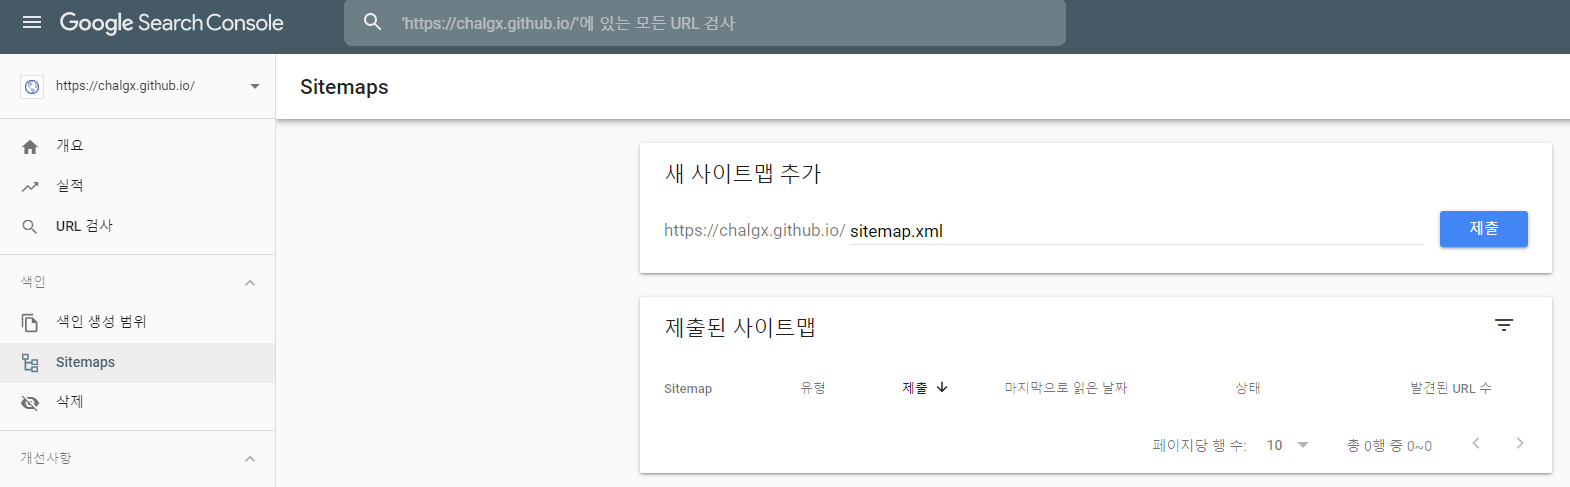 Google Search Console
'https://chalgx.github.io/'에 있는 모든 URL 검사
https://chalgx.github.io/
Sitemaps
개요
실적
URL 검사
색인
색인 생성 범위
Sitemaps
삭제
개선사항
새 사이트맵 추가
https://chalgx.github.io/ sitemap.xml
제출
제출된 사이트맵
Sitemap 유형 제출 마지막으로 읽은 날짜 상태 발견된 URL 수
페이지당 행 수: 10 총 0행 중 0~0